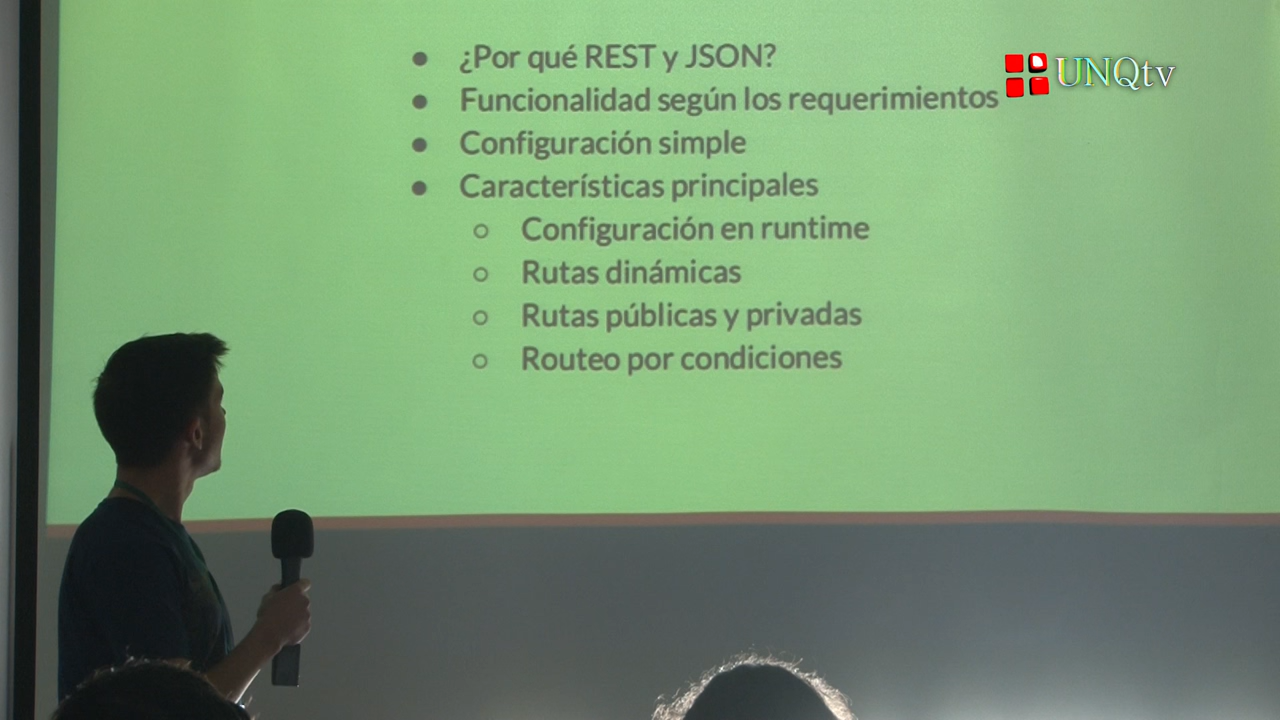 ¿Por qué REST y JSON?
UNQtv
Funcionalidad según los requerimientos
Configuración simple
Características principales
Configuración en runtime
Rutas dinámicas
Rutas públicas y privadas
Routeo por condiciones